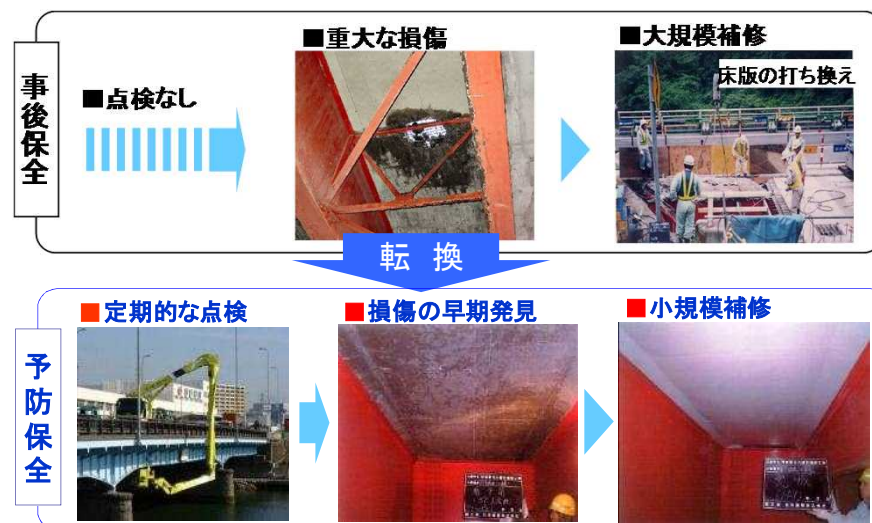 事後保全
■点検なし
■重大な損傷
■大規模補修
床版の打ち換え
転換
予防保全
■定期的な点検
■損傷の早期発見
■小規模補修